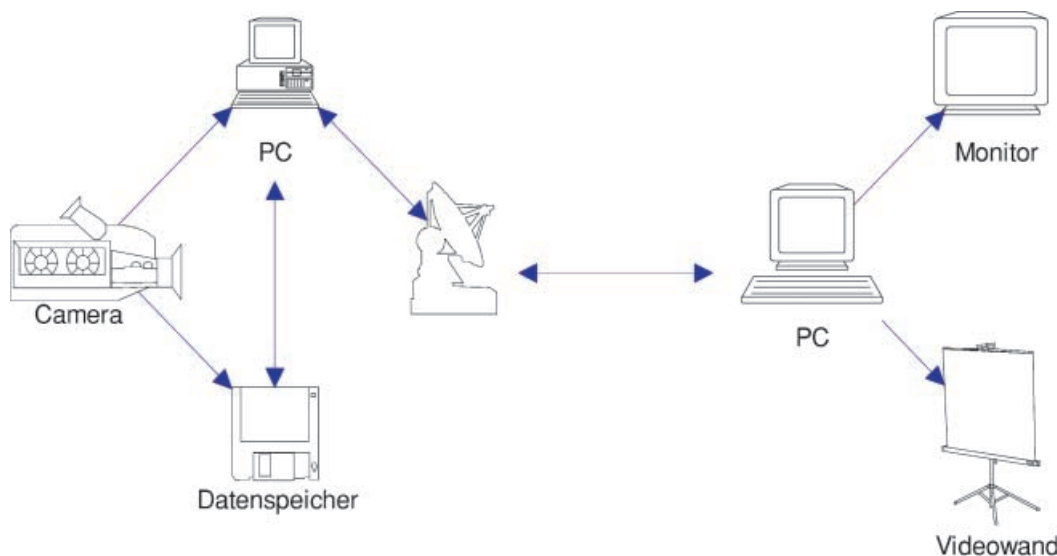 PC
Monitor
Camera
PC
Datenspeicher
Videowand